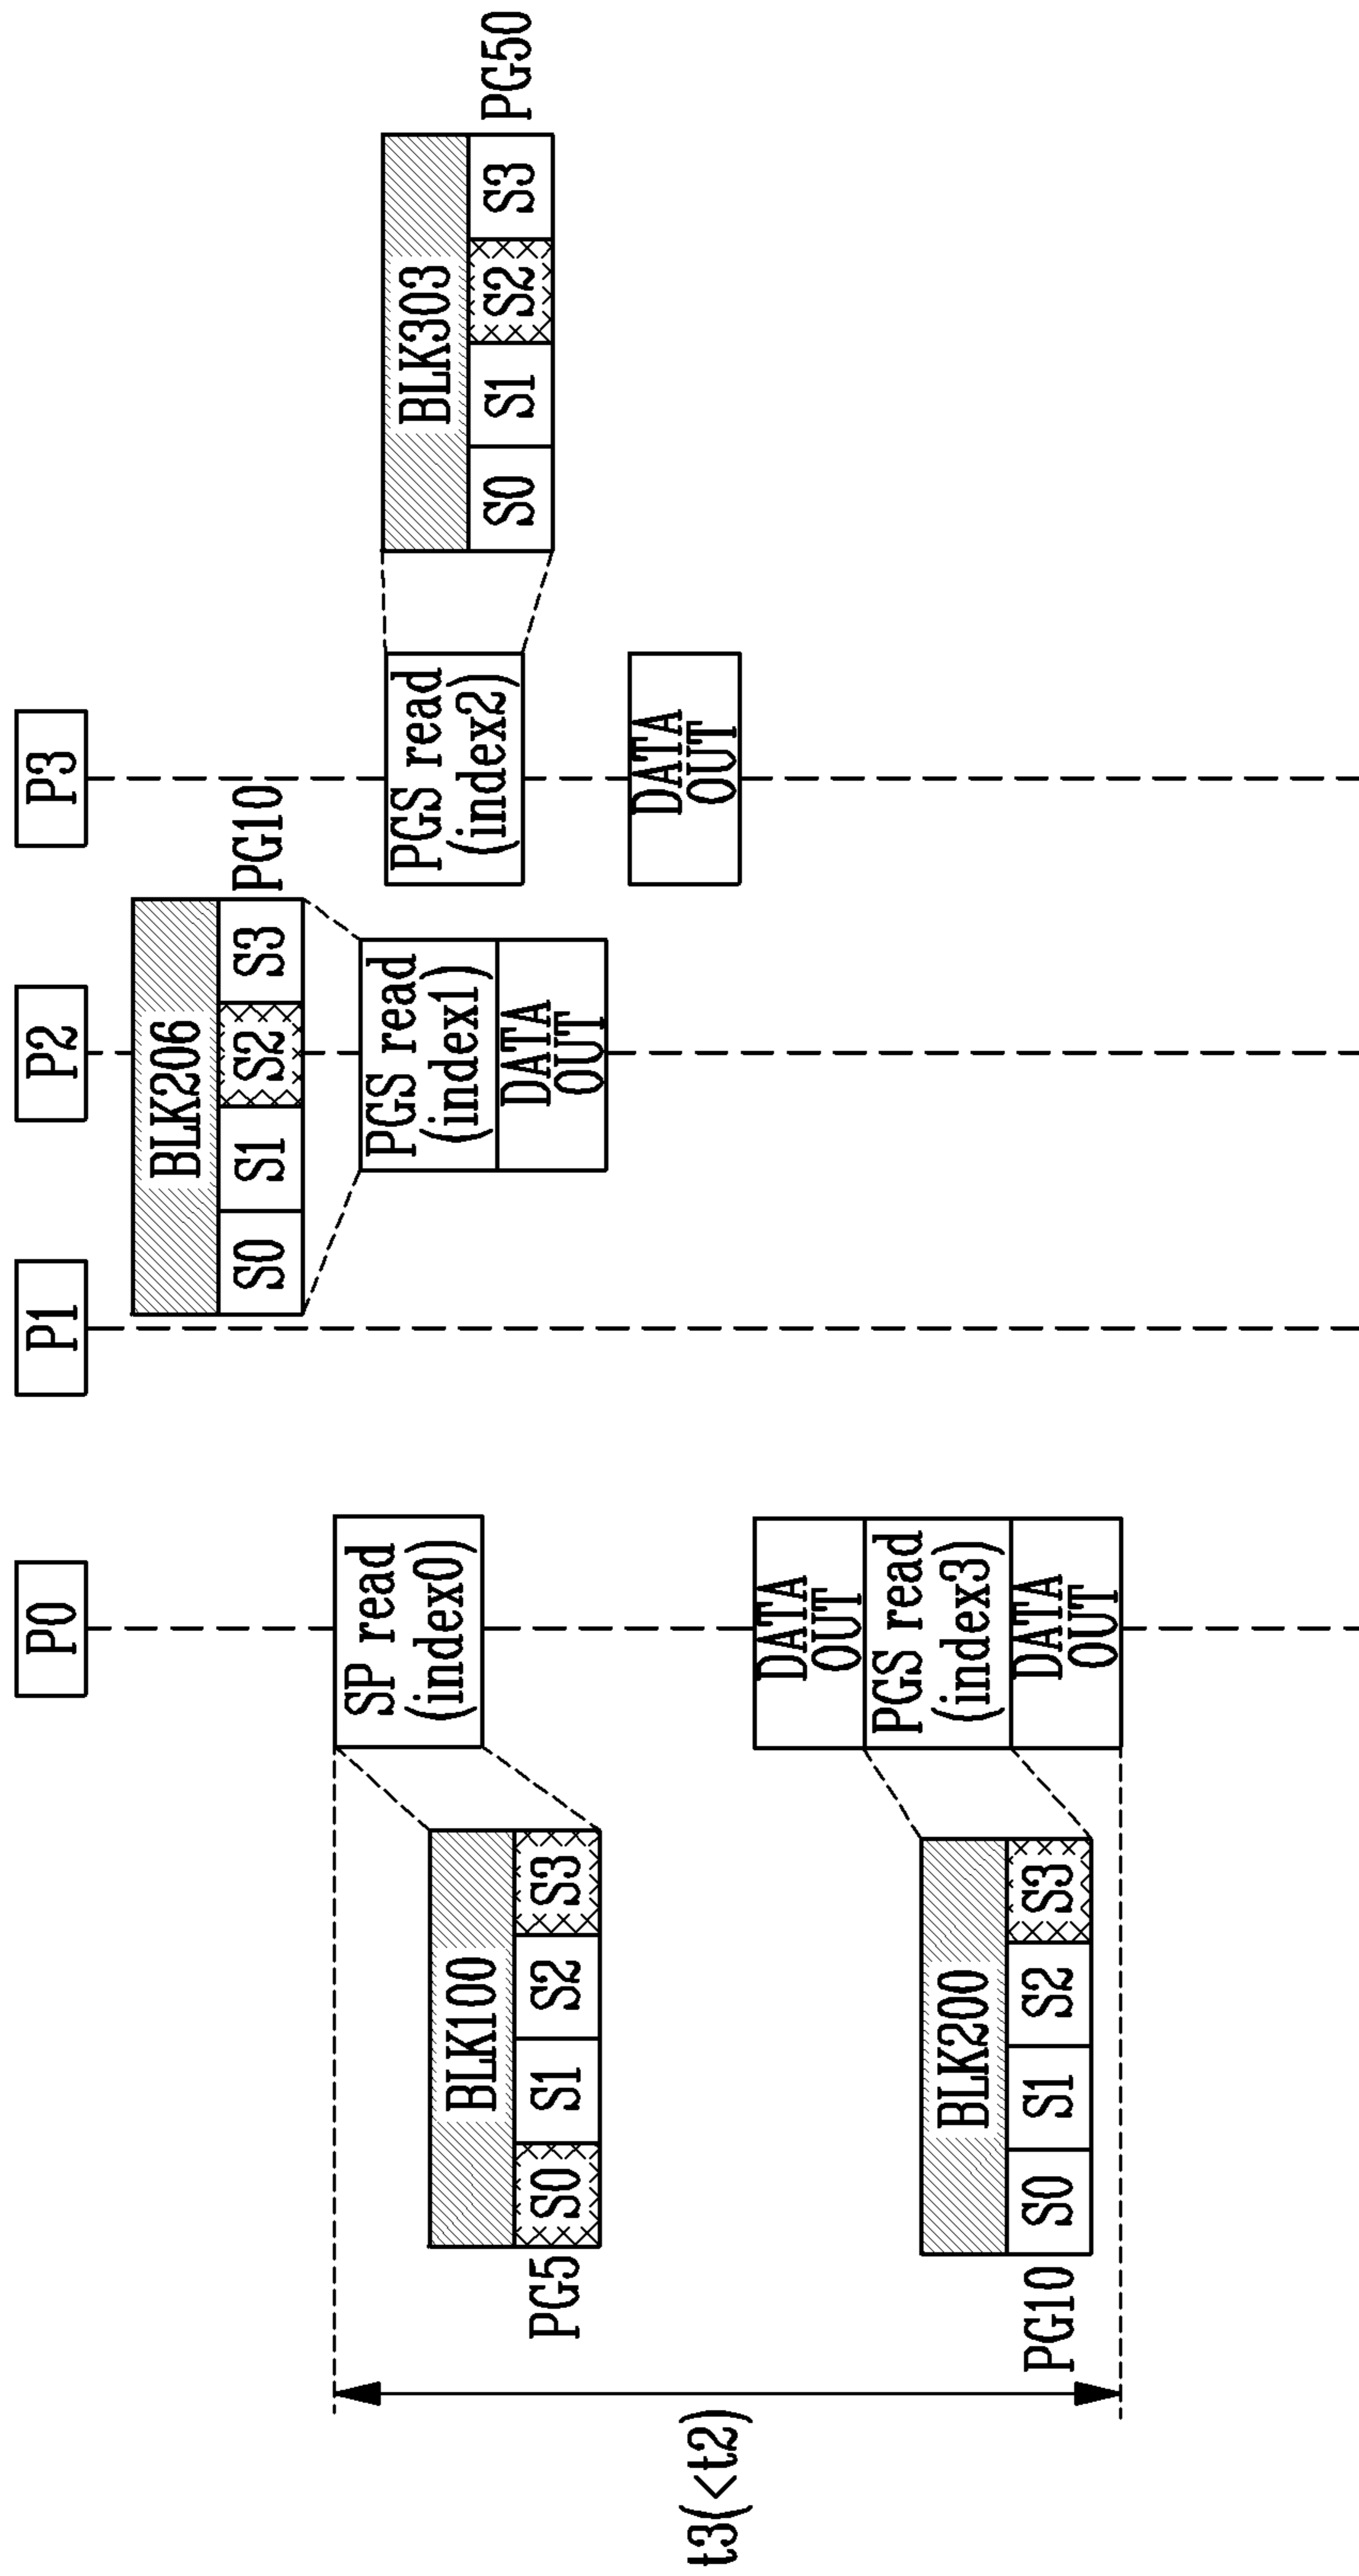 P0
P1
P2
P3
BLK206
S0 S1 S2 S3
PG10
SP read
(index0)
PGS read
(index1)
DATA
OUT
PGS read
(index2)
BLK303
S0 S1 S2 S3
PG50
BLK100
PG5
S0 S1 S2 S3
DATA
OUT
t3(<t2)
DATA
OUT
PGS read
(index3)
DATA
OUT
BLK200
PG10
S0 S1 S2 S3